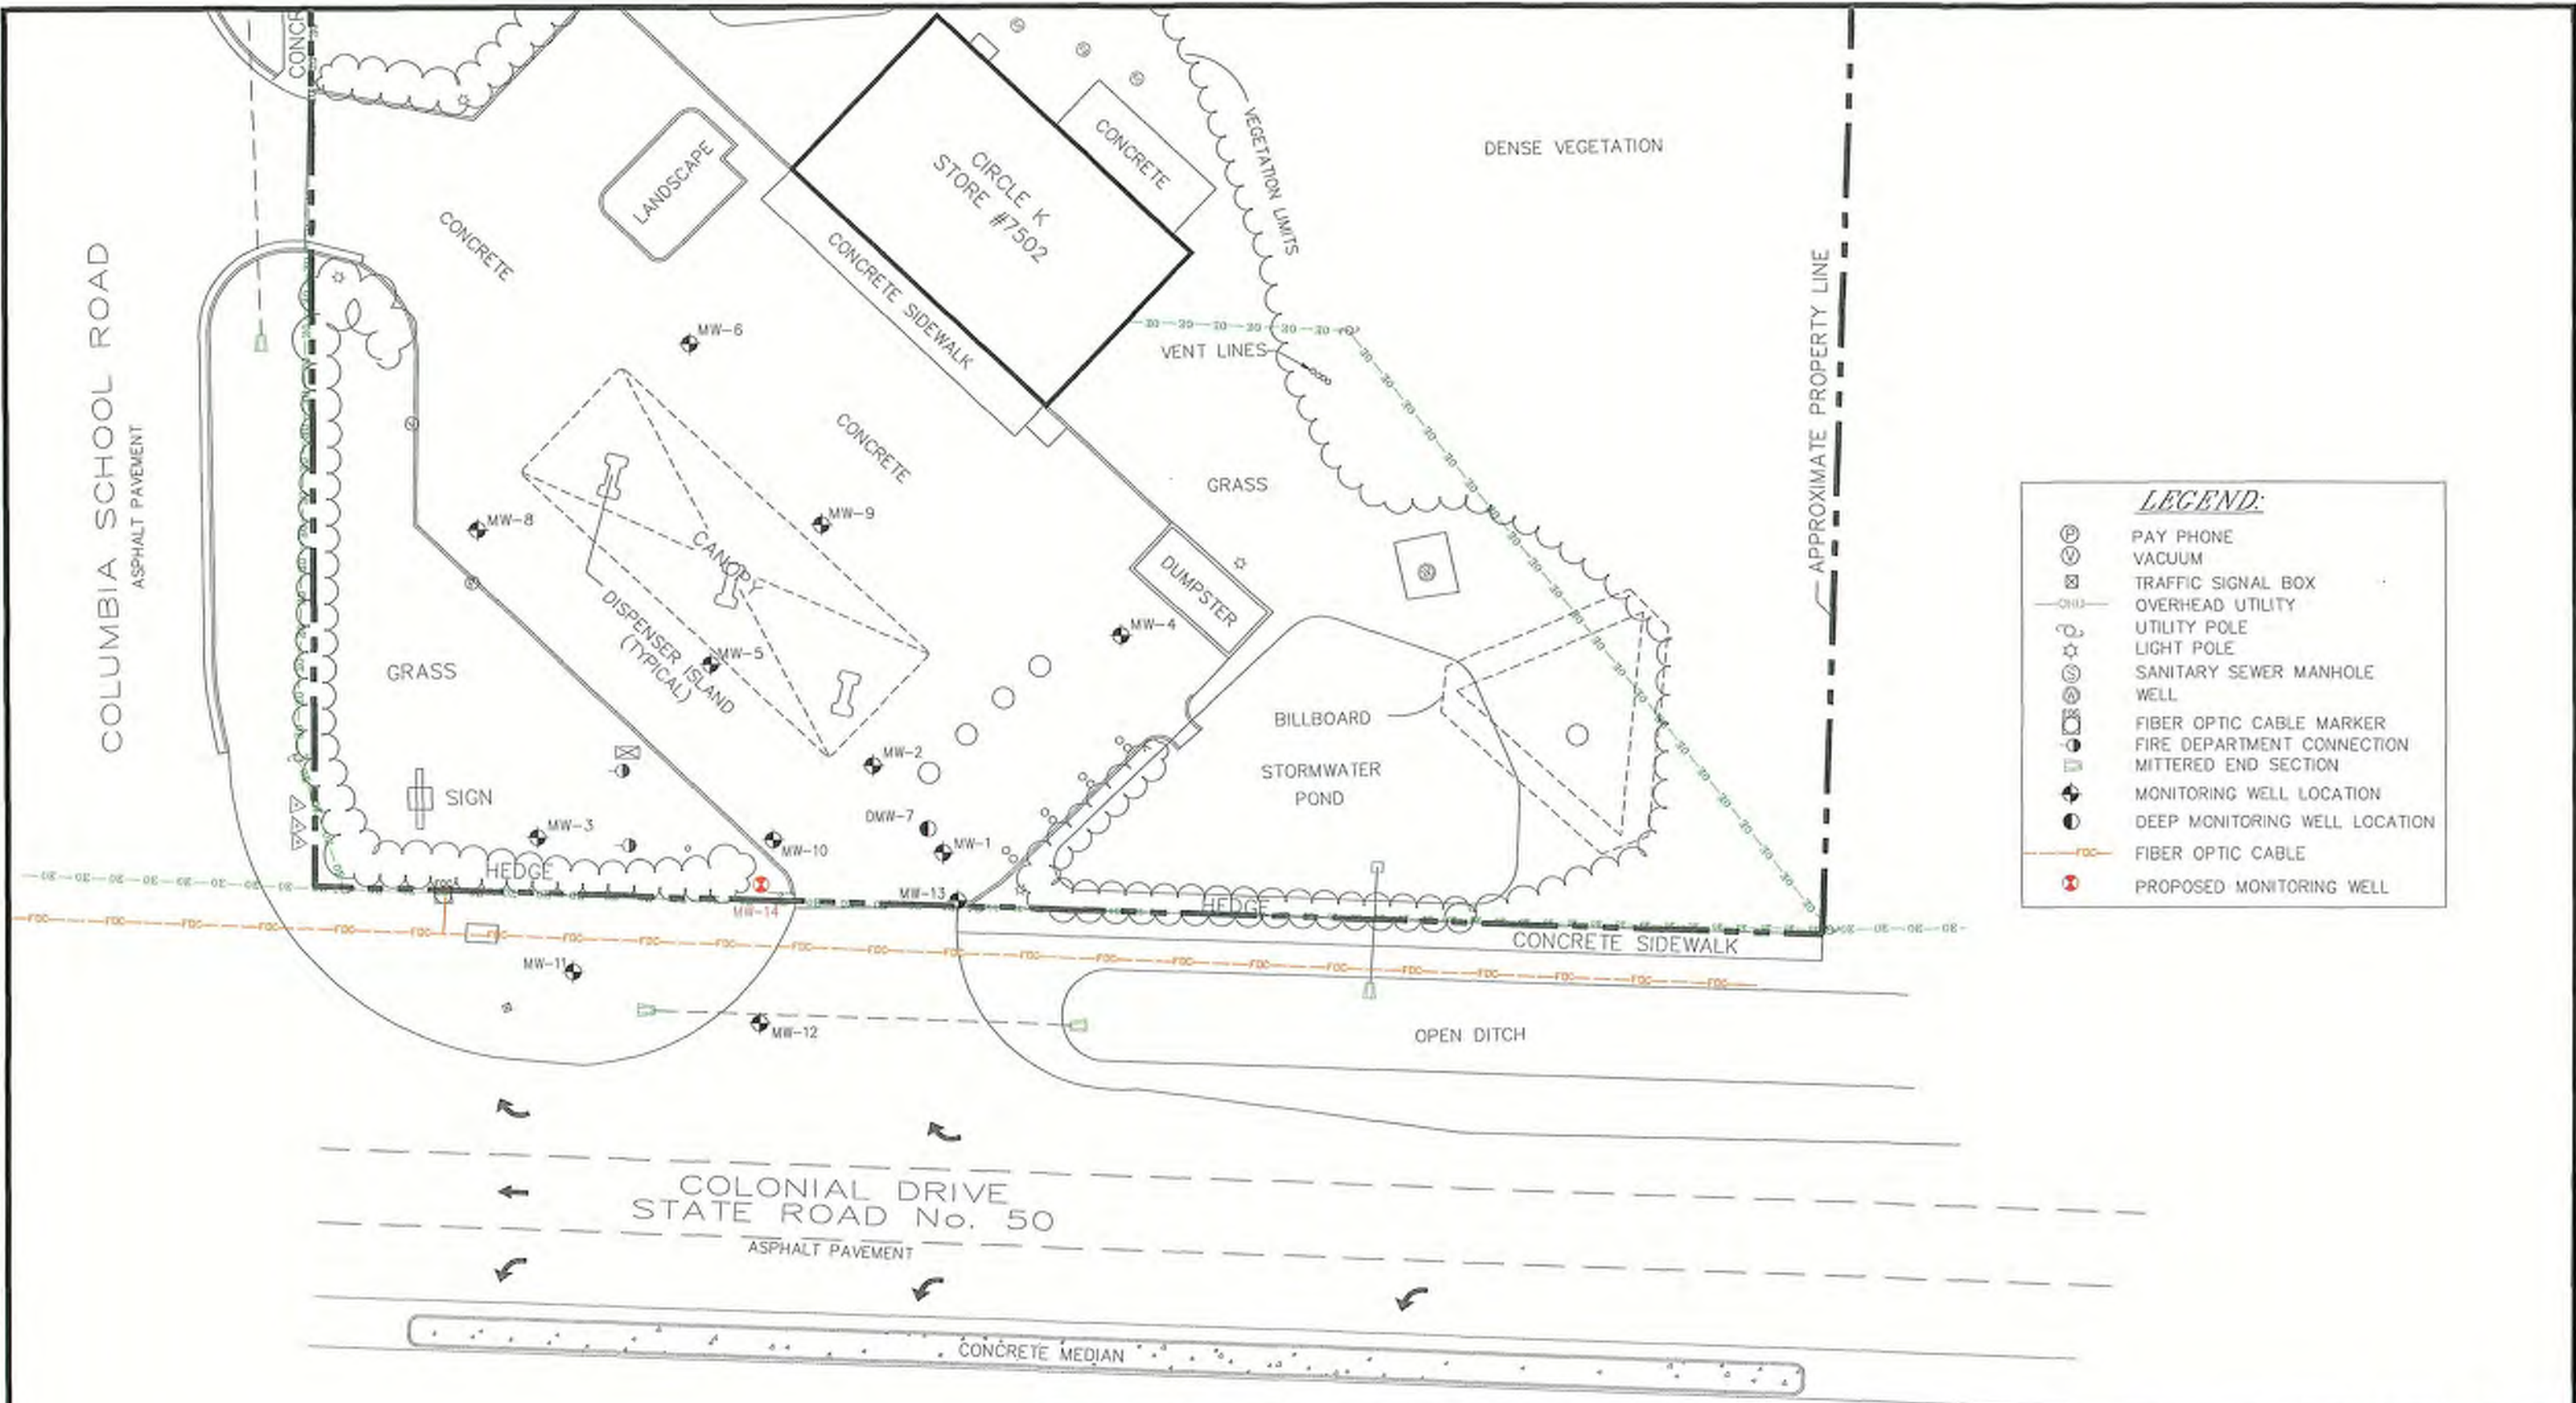 CONCR
LANDSCAPE
CONCRETE
CIRCLE K
STORE #7502
CONCRETE
CONCRETE SIDEWALK
VEGETATION LIMITS
DENSE VEGETATION
COLUMBIA SCHOOL ROAD
ASPHALT PAVEMENT
MW-6
VENT LINES
CONCRETE
APPROXIMATE PROPERTY LINE
GRASS
MW-8
MW-9
CANOPY
DISPENSER ISLAND
(TYPICAL)
MW-5
DUMPSTER
MW-4
GRASS
BILLBOARD
STORMWATER
POND
MW-2
SIGN
DMW-7
MW-3
MW-1
MW-10
HEDGE
MW-13
MW-14
HEDGE
CONCRETE SIDEWALK
FOC
MW-11
MW-12
OPEN DITCH
COLONIAL DRIVE
STATE ROAD No. 50
ASPHALT PAVEMENT
CONCRETE MEDIAN
LEGEND:
P PAY PHONE
V VACUUM
TRAFFIC SIGNAL BOX
OHU OVERHEAD UTILITY
UTILITY POLE
LIGHT POLE
S SANITARY SEWER MANHOLE
W WELL
FIBER OPTIC CABLE MARKER
FIRE DEPARTMENT CONNECTION
MITTERED END SECTION
MONITORING WELL LOCATION
DEEP MONITORING WELL LOCATION
FOC FIBER OPTIC CABLE
PROPOSED MONITORING WELL